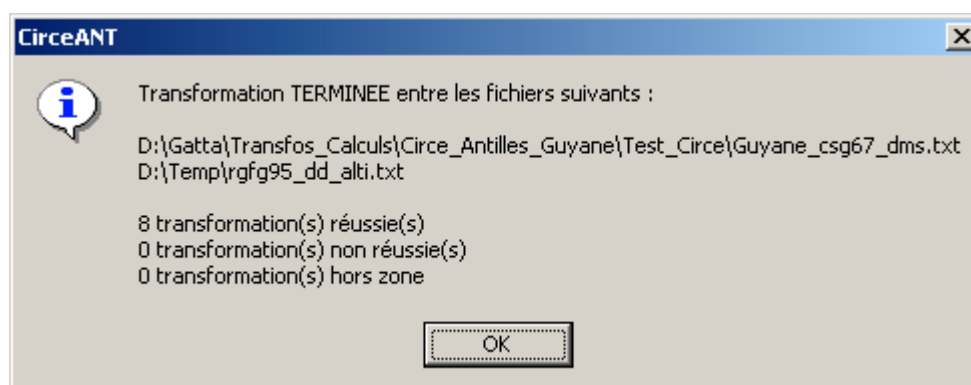 CirceANT
Transformation TERMINEE entre les fichiers suivants :
D:\Gatta\Transfos_Calculs\Circe_Antilles_Guyane\Test_Circe\Guyane_csg67_dms.txt
D:\Temp\rgfg95_dd_alti.txt
8 transformation(s) réussie(s)
0 transformation(s) non réussie(s)
0 transformation(s) hors zone
OK